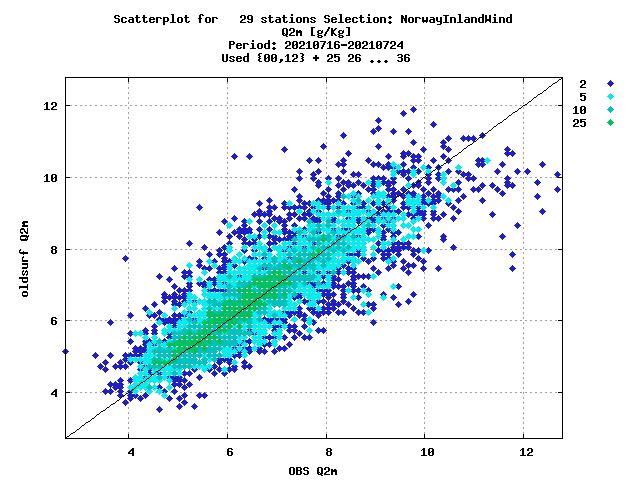 Scatterplot for   29 stations Selection: NorwayInlandWind
Q2m [g/Kg]
Period: 20210716-20210724
Used {00,12} + 25 26 ... 36
2
5
10
25
12
10
8
6
4
oldsurf Q2m
4 6 8 10 12
OBS Q2m